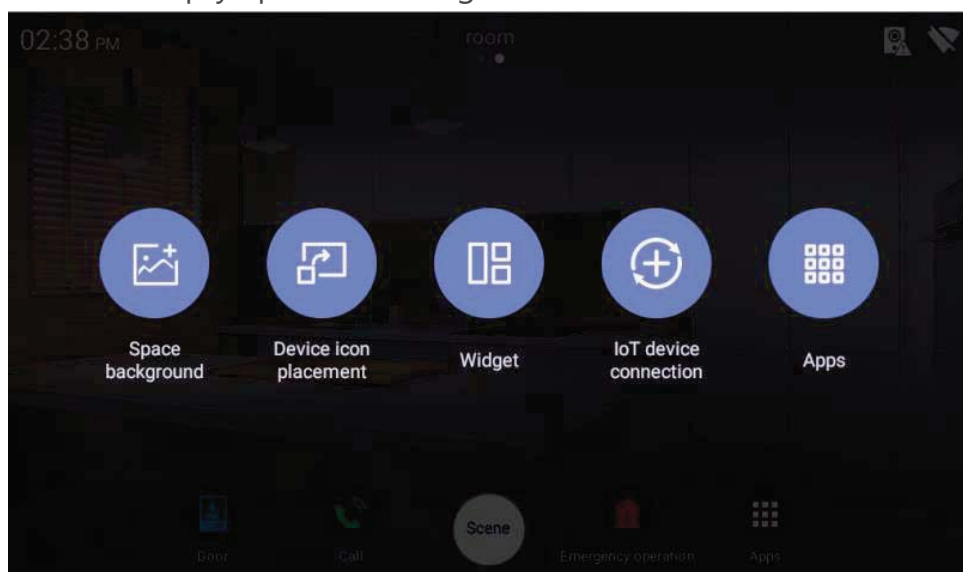 02:38 PM
room
Space
background
Device icon
placement
Widget
IoT device
connection
Apps
Door
Call
Scene
Emergency operation
Apps